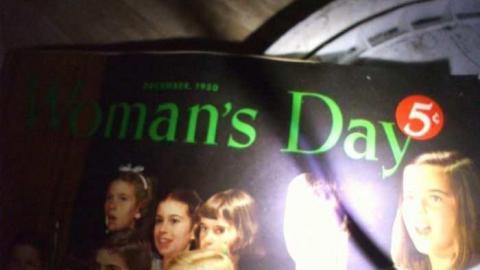 DECEMBER, 1950
Woman's Day
5¢